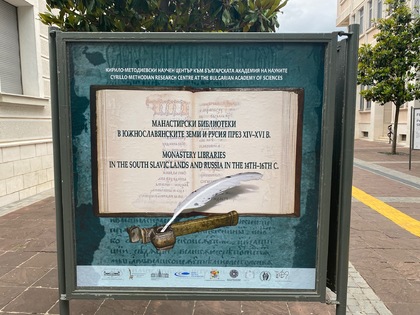 КИРИЛО-МЕТОДИЕВСКИ НАУЧЕН ЦЕНТЪР КЪМ БЪЛГАРСКАТА АКАДЕМИЯ НА НАУКИТЕ
CYRILLO-METHODIAN RESEARCH CENTRE AT THE BULGARIAN ACADEMY OF SCIENCES
МАНАСТИРСКИ БИБЛИОТЕКИ
В ЮЖНОСЛАВЯНСКИТЕ ЗЕМИ И РУСИЯ ПРЕЗ XIV-XVI В.
MONASTERY LIBRARIES
IN THE SOUTH SLAVIC LANDS AND RUSSIA IN THE 14TH-16TH C.